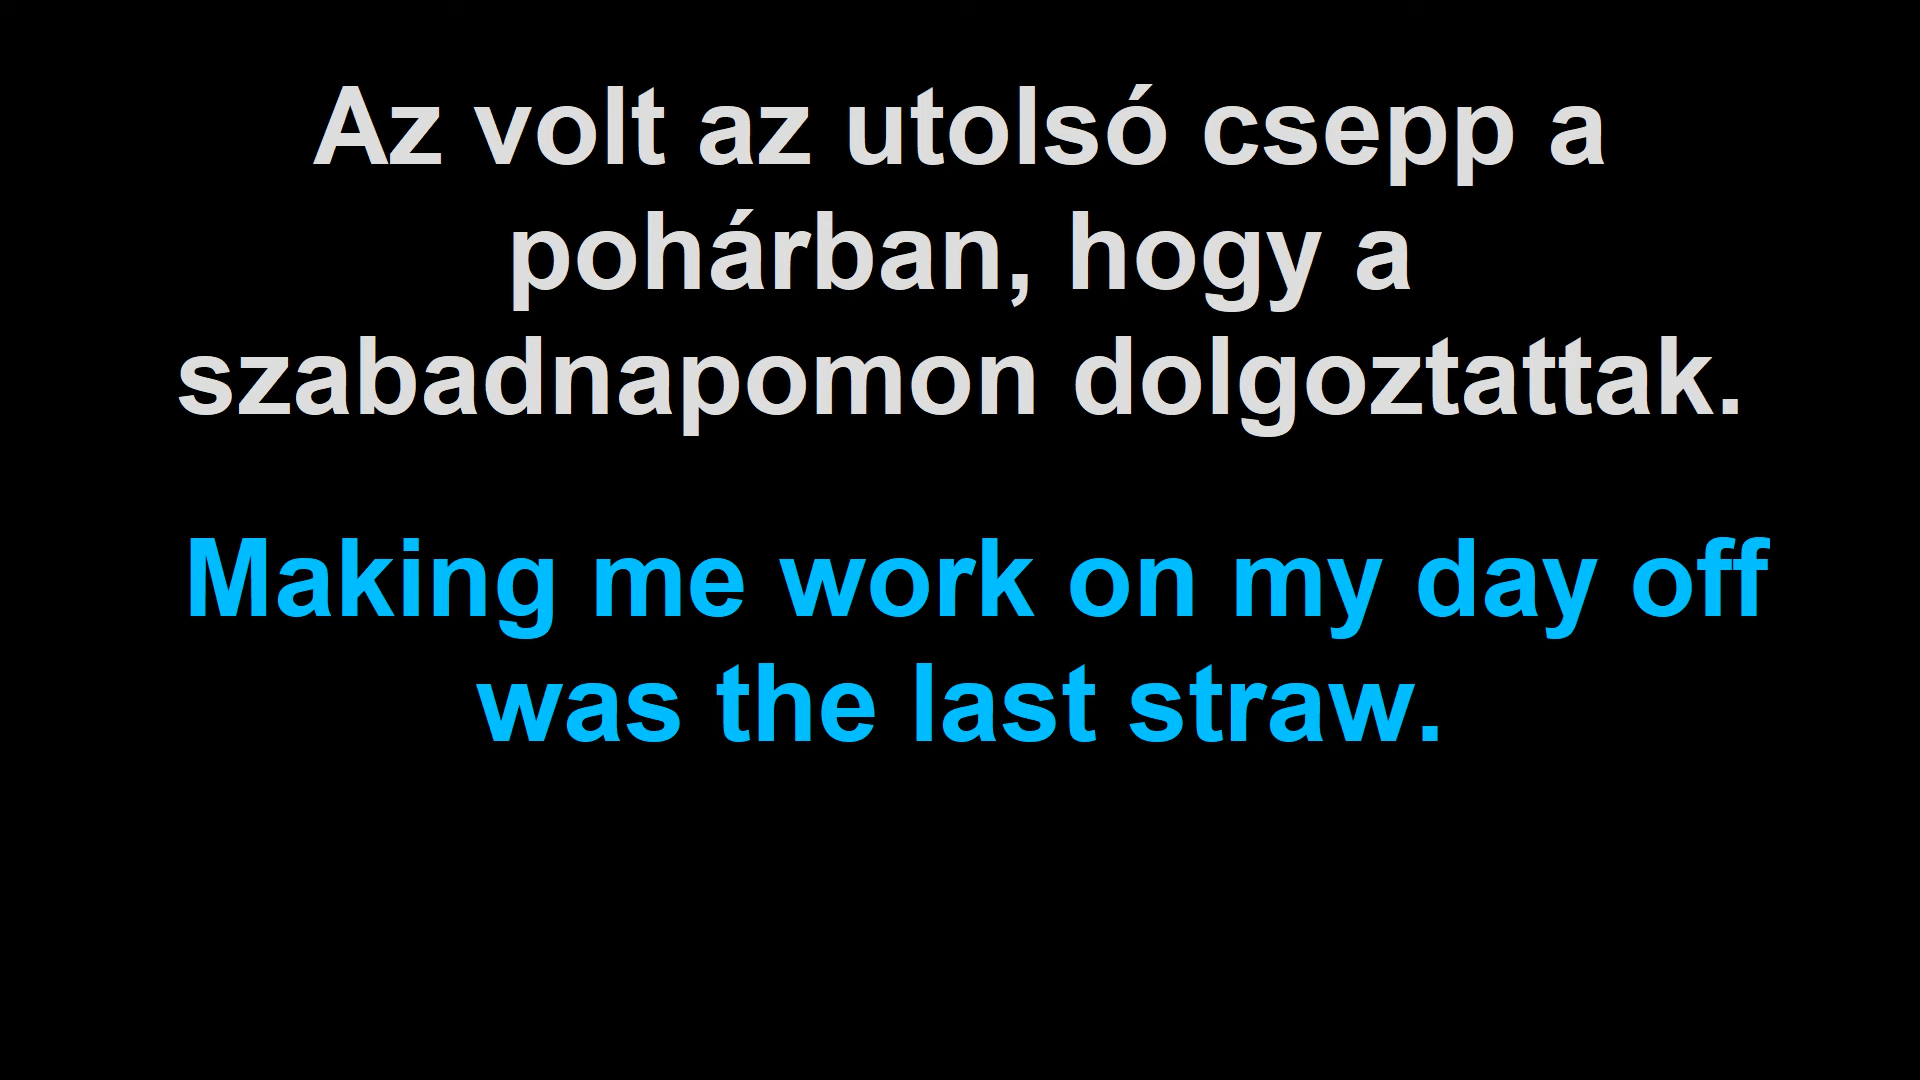 Az volt az utolsó csepp a
pohárban, hogy a
szabadnapomon dolgoztattak.
Making me work on my day off
was the last straw.